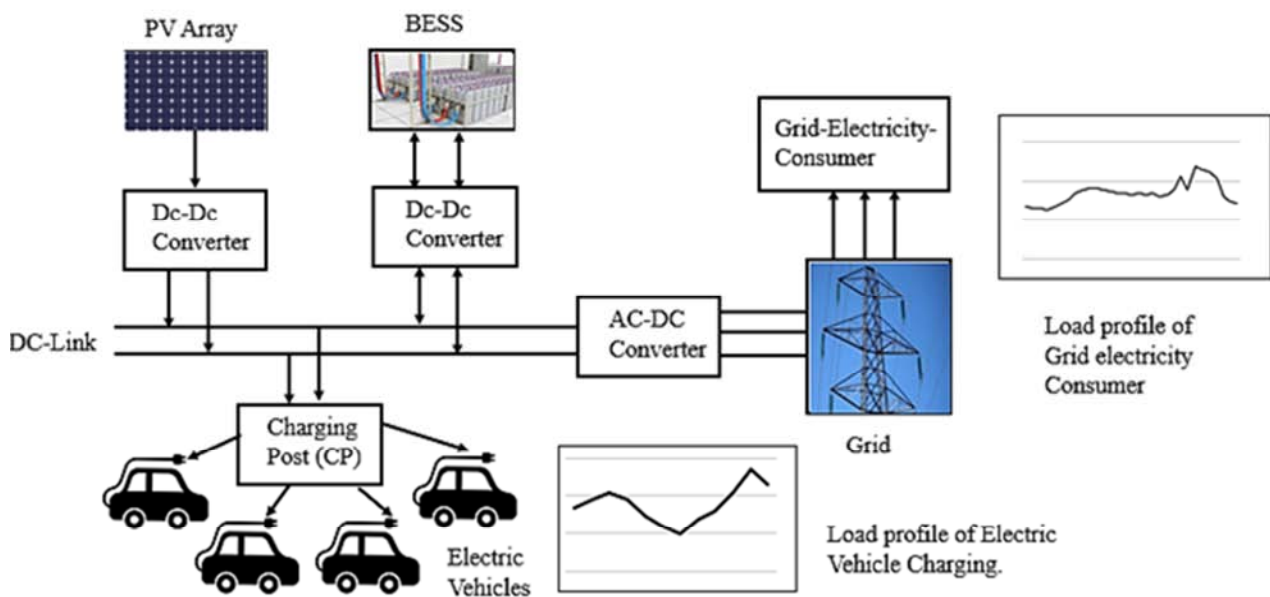 PV Array
BESS
Grid-Electricity-
Consumer
Dc-Dc
Converter
Dc-Dc
Converter
DC-Link
AC-DC
Converter
Load profile of
Grid electricity
Consumer
Charging
Post (CP)
Grid
Electric
Vehicles
Load profile of Electric
Vehicle Charging.